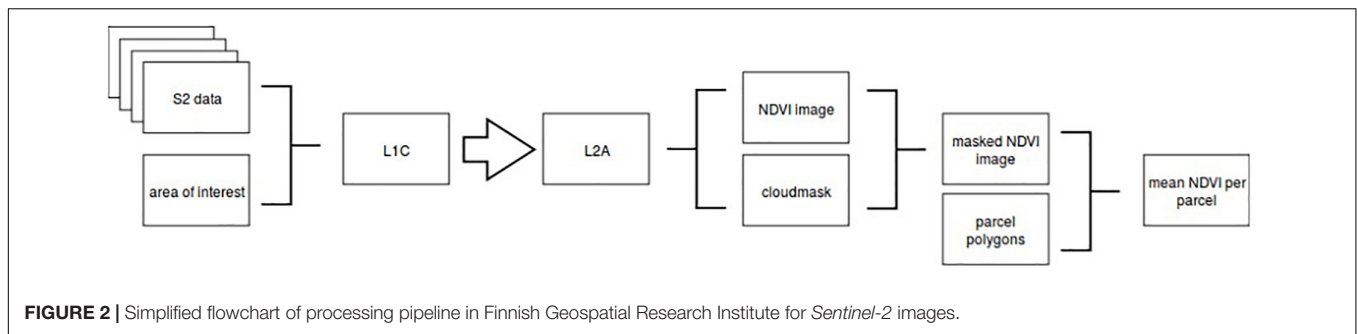 S2 data
area of interest
L1C
L2A
NDVI image
cloudmask
masked NDVI
image
parcel
polygons
mean NDVI per
parcel
FIGURE 2 | Simplified flowchart of processing pipeline in Finnish Geospatial Research Institute for Sentinel-2 images.